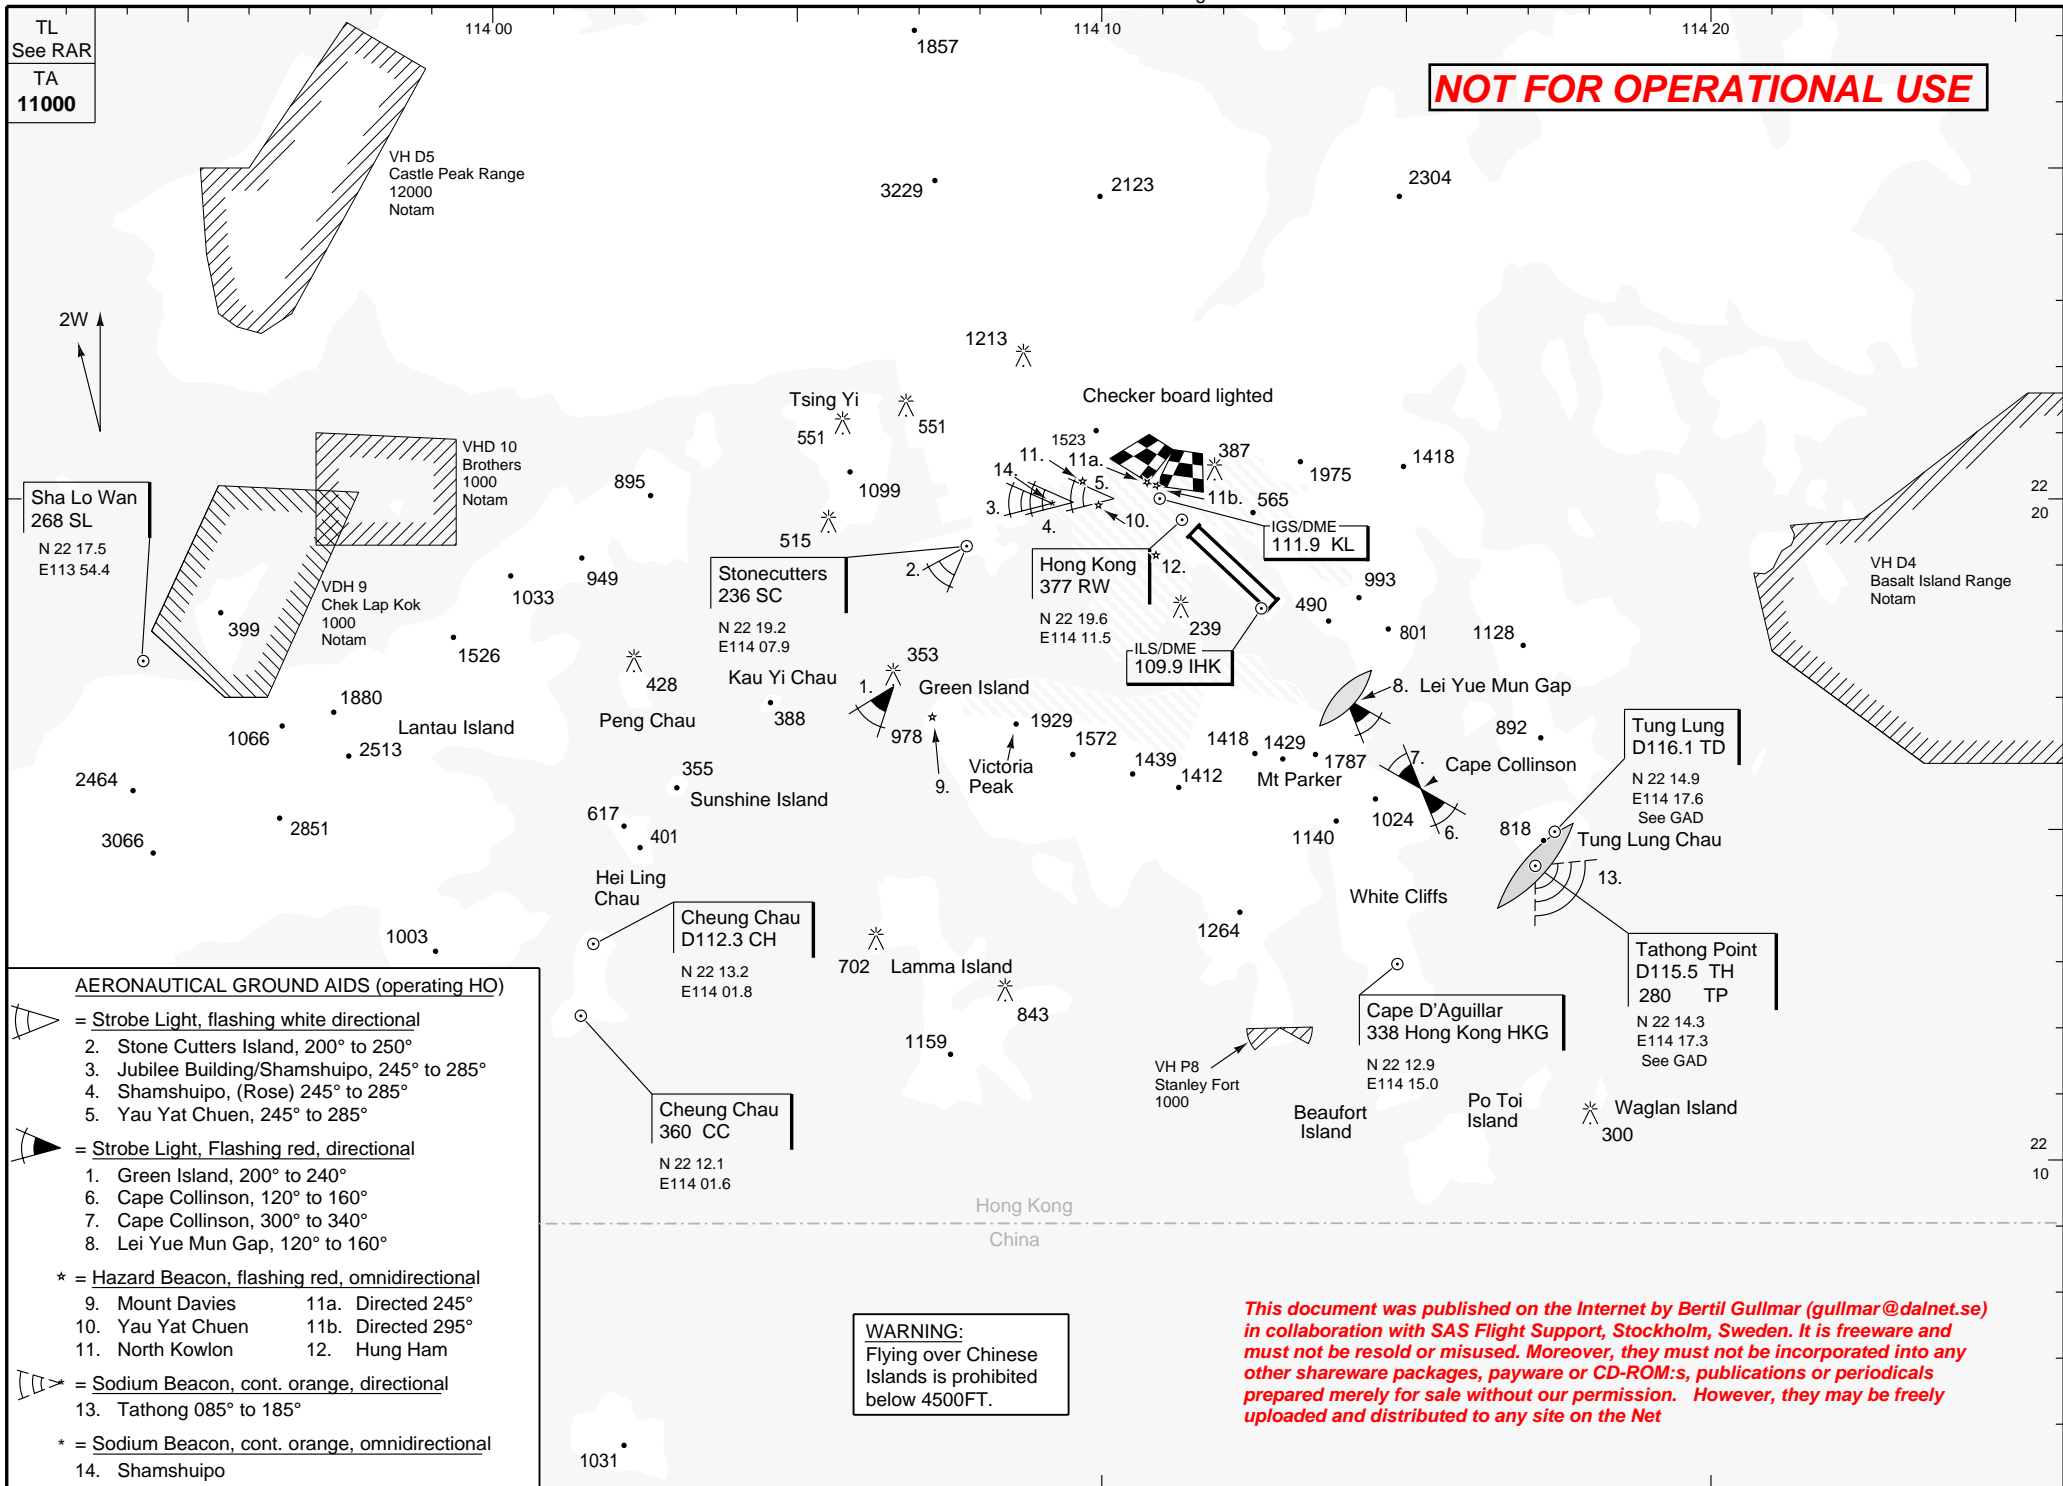 TL
See RAR
TA
11000
114 00
114 10
114 20
1857
NOT FOR OPERATIONAL USE
VH D5
Castle Peak Range
12000
Notam
3229
2123
2304
2W
1213
Tsing Yi
551
551
Checker board lighted
1523
11.
11a.
387
14.
5.
3.
4.
10.
11b.
565
1975
1418
VHD 10
Brothers
1000
Notam
895
1099
22
20
Sha Lo Wan
268 SL
N 22 17.5
E113 54.4
515
IGS/DME
111.9 KL
949
1033
Stonecutters
236 SC
N 22 19.2
E114 07.9
2.
Hong Kong
377 RW
N 22 19.6
E114 11.5
12.
993
VH D4
Basalt Island Range
Notam
VDH 9
Chek Lap Kok
1000
Notam
399
1526
239
490
801
1128
ILS/DME
109.9 IHK
353
428
Kau Yi Chau
1.
Green Island
8. Lei Yue Mun Gap
388
1880
Lantau Island
Peng Chau
1066
978
1929
892
Tung Lung
D116.1 TD
N 22 14.9
E114 17.6
See GAD
2513
1572
1418
1429
1787
7.
Cape Collinson
Victoria
Peak
1439
Mt Parker
2464
355
Sunshine Island
9.
1412
617
401
2851
1140
1024
6.
818
Tung Lung Chau
3066
Hei Ling
Chau
13.
White Cliffs
1003
Cheung Chau
D112.3 CH
N 22 13.2
E114 01.8
702
Lamma Island
1264
Tathong Point
D115.5 TH
280 TP
N 22 14.3
E114 17.3
See GAD
843
Cape D'Aguillar
338 Hong Kong HKG
N 22 12.9
E114 15.0
1159
VH P8
Stanley Fort
1000
Cheung Chau
360 CC
N 22 12.1
E114 01.6
Beaufort
Island
Po Toi
Island
Waglan Island
300
22
10
Hong Kong
China
AERONAUTICAL GROUND AIDS (operating HO)
= Strobe Light, flashing white directional
2. Stone Cutters Island, 200° to 250°
3. Jubilee Building/Shamshuipo, 245° to 285°
4. Shamshuipo, (Rose) 245° to 285°
5. Yau Yat Chuen, 245° to 285°
= Strobe Light, Flashing red, directional
1. Green Island, 200° to 240°
6. Cape Collinson, 120° to 160°
7. Cape Collinson, 300° to 340°
8. Lei Yue Mun Gap, 120° to 160°
= Hazard Beacon, flashing red, omnidirectional
9. Mount Davies 11a. Directed 245°
10. Yau Yat Chuen 11b. Directed 295°
11. North Kowlon 12. Hung Ham
= Sodium Beacon, cont. orange, directional
13. Tathong 085° to 185°
* = Sodium Beacon, cont. orange, omnidirectional
14. Shamshuipo
1031
WARNING:
Flying over Chinese
Islands is prohibited
below 4500FT.
This document was published on the Internet by Bertil Gullmar (gullmar@dalnet.se)
in collaboration with SAS Flight Support, Stockholm, Sweden. It is freeware and
must not be resold or misused. Moreover, they must not be incorporated into any
other shareware packages, payware or CD-ROM:s, publications or periodicals
prepared merely for sale without our permission. However, they may be freely
uploaded and distributed to any site on the Net